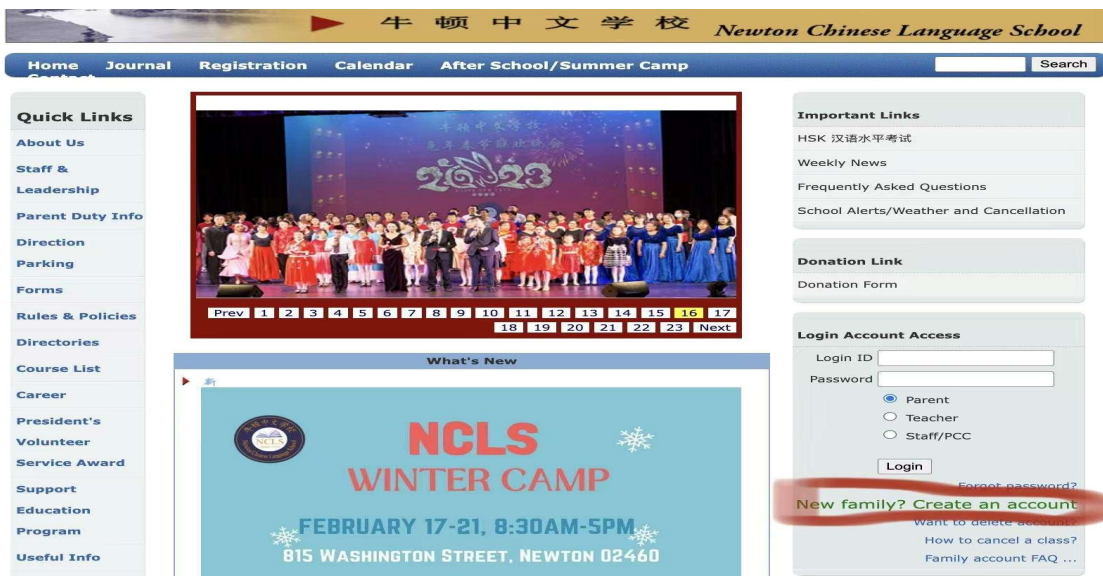 牛顿中文学校 Newton Chinese Language School
Home Journal Registration Calendar After School/Summer Camp
Contact
Search
Quick Links
About Us
Staff &
Leadership
Parent Duty Info
Direction
Parking
Forms
Rules & Policies
Directories
Course List
Career
President's
Volunteer
Service Award
Support
Education
Program
Useful Info
2023
Prev 1 2 3 4 5 6 7 8 9 10 11 12 13 14 15 16 17
18 19 20 21 22 23 Next
What's New
新
NCLS
NCLS
WINTER CAMP
FEBRUARY 17-21, 8:30AM-5PM
815 WASHINGTON STREET, NEWTON 02460
Important Links
HSK 汉语水平考试
Weekly News
Frequently Asked Questions
School Alerts/Weather and Cancellation
Donation Link
Donation Form
Login Account Access
Login ID
Password
Parent
Teacher
Staff/PCC
Login
Forgot password?
New family? Create an account
Want to delete account?
How to cancel a class?
Family account FAQ ...